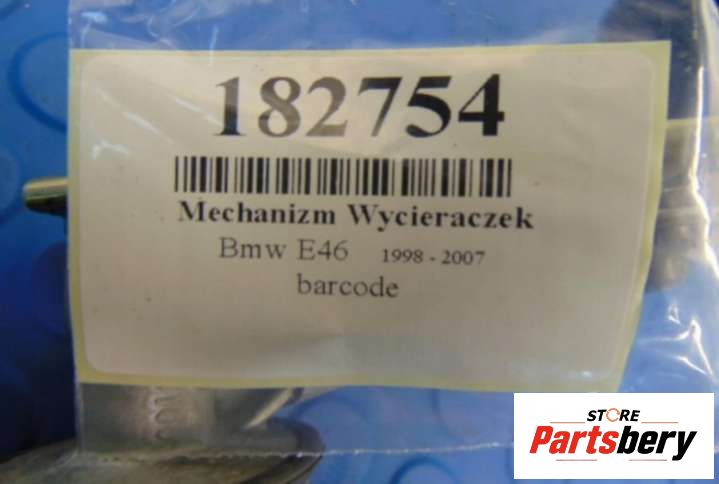 182754
Mechanizm Wycieraczek
Bmw E46 1998 - 2007
barcode
STORE
Partsbery